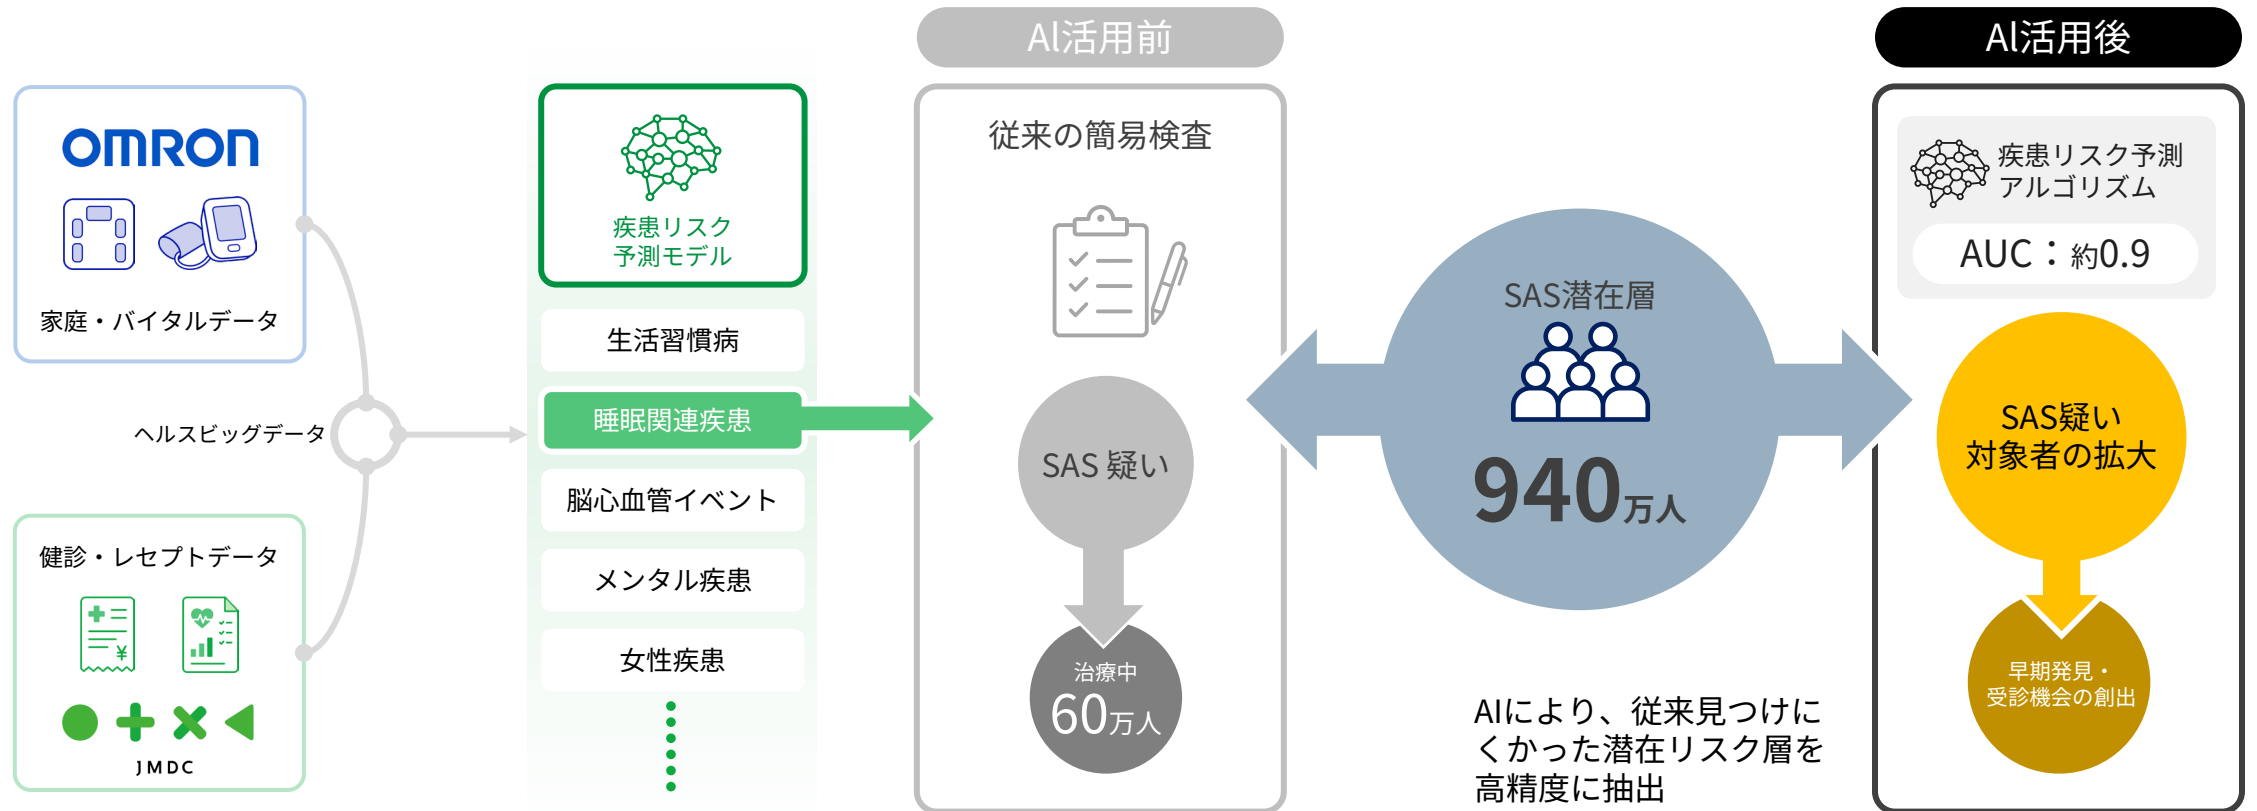 OMRON
家庭・バイタルデータ
ヘルスビッグデータ
健診・レセプトデータ
¥
JMDC
疾患リスク
予測モデル
生活習慣病
睡眠関連疾患
脳心血管イベント
メンタル疾患
女性疾患
AI活用前
従来の簡易検査
SAS 疑い
治療中
60万人
SAS潜在層
940万人
AIにより、従来見つけに
くかった潜在リスク層を
高精度に抽出
AI活用後
疾患リスク予測
アルゴリズム
AUC：約0.9
SAS疑い
対象者の拡大
早期発見・
受診機会の創出